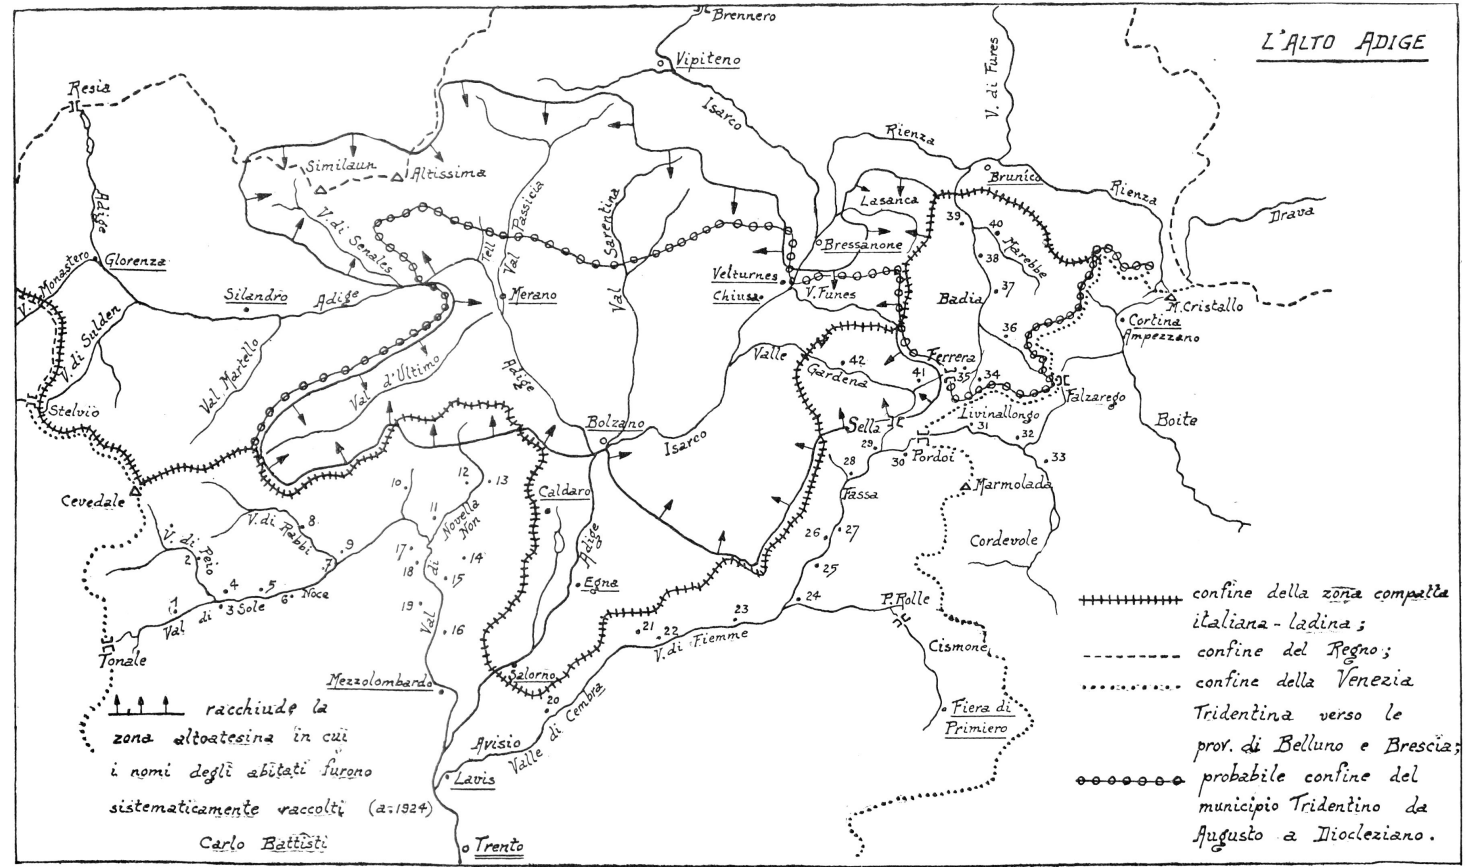 L'ALTO ADIGE
Brennero
Vipiteno
Isarco
V. di Fures
Rienza
Brunico
Rienza
Drava
Resia
Adige
Glorenza
V. Monastero
V. di Sulden
Stelvio
Silandro
Adige
Val Martello
Similaun
Altissima
V. di Senales
Tell
Val Passicia
Merano
Adige
Val d'Ultimo
Val Sarentina
Lasanca
Bressanone
Velturnes
Chiusa
V. Funes
39
40
Marebbe
38
37
Badia
36
M. Cristallo
Cortina
Ampezzano
Valle
Gardena
42
41
Ferrera
35
34
Falzarego
Livinallongo
31
32
33
Boite
Sella
29
30
Pordoi
28
Fassa
Marmolada
Cordevole
Bolzano
Isarco
Caldaro
Adige
Egna
Salorno
Cevedale
V. di Peio
2
V. di Rabbi
8
9
7
4
5
6
Noce
3
Sole
1
Val di
Tonale
10
12
13
11
Novella
Non
17
18
14
15
di
19
16
Val
Mezzolombardo
26
27
25
24
23
22
21
V. di Fiemme
20
Valle di Cembra
Avisio
Lavis
Trento
P. Rolle
Cismone
Fiera di
Primiero
racchiude la
zona altoatesina in cui
i nomi degli abitati furono
sistematicamente raccolti (a. 1924)
Carlo Battisti
confine della zona compatta
italiana-ladina;
confine del Regno;
confine della Venezia
Tridentina verso le
prov. di Belluno e Brescia;
probabile confine del
municipio Tridentino da
Augusto a Diocleziano.